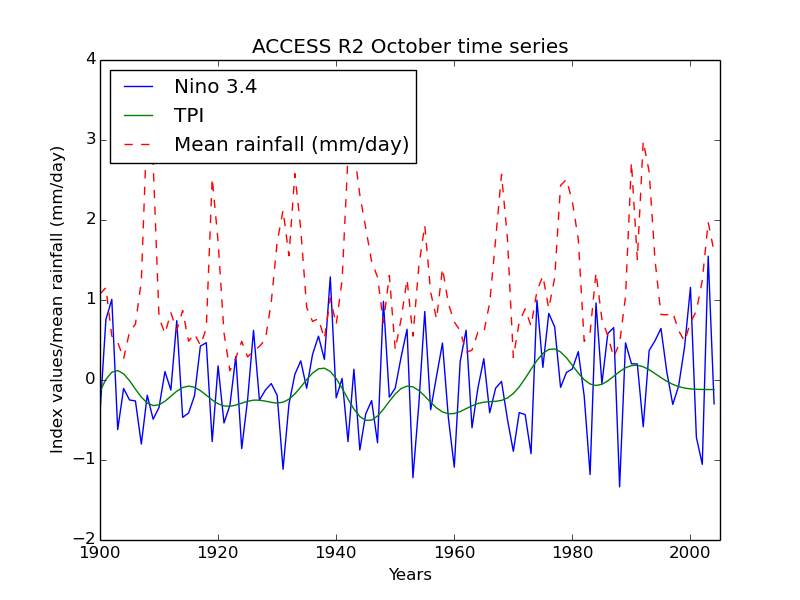 ACCESS R2 October time series
Nino 3.4
TPI
Mean rainfall (mm/day)
Index values/mean rainfall (mm/day)
4
3
2
1
0
−1
−2
1900 1920 1940 1960 1980 2000
Years